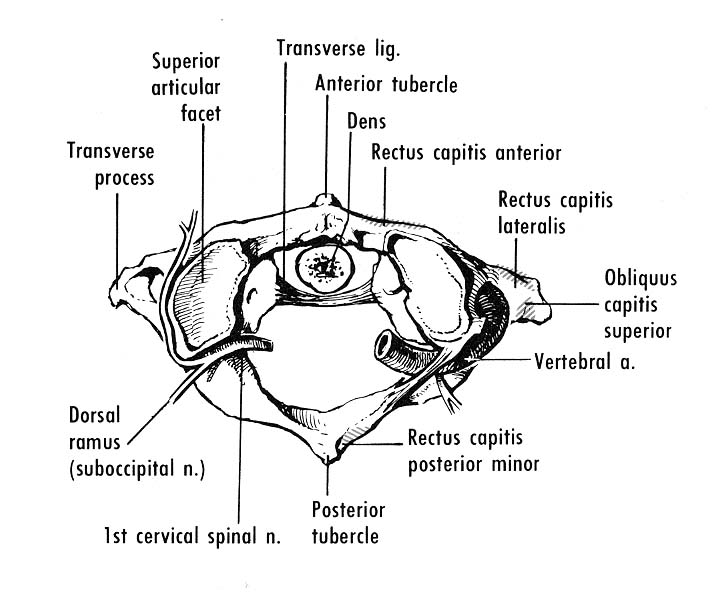 Transverse lig.
Superior
articular
facet
Anterior tubercle
Dens
Transverse
process
Rectus capitis anterior
Rectus capitis
lateralis
Obliquus
capitis
superior
Vertebral a.
Dorsal
ramus
(suboccipital n.)
Rectus capitis
posterior minor
1st cervical spinal n.
Posterior
tubercle